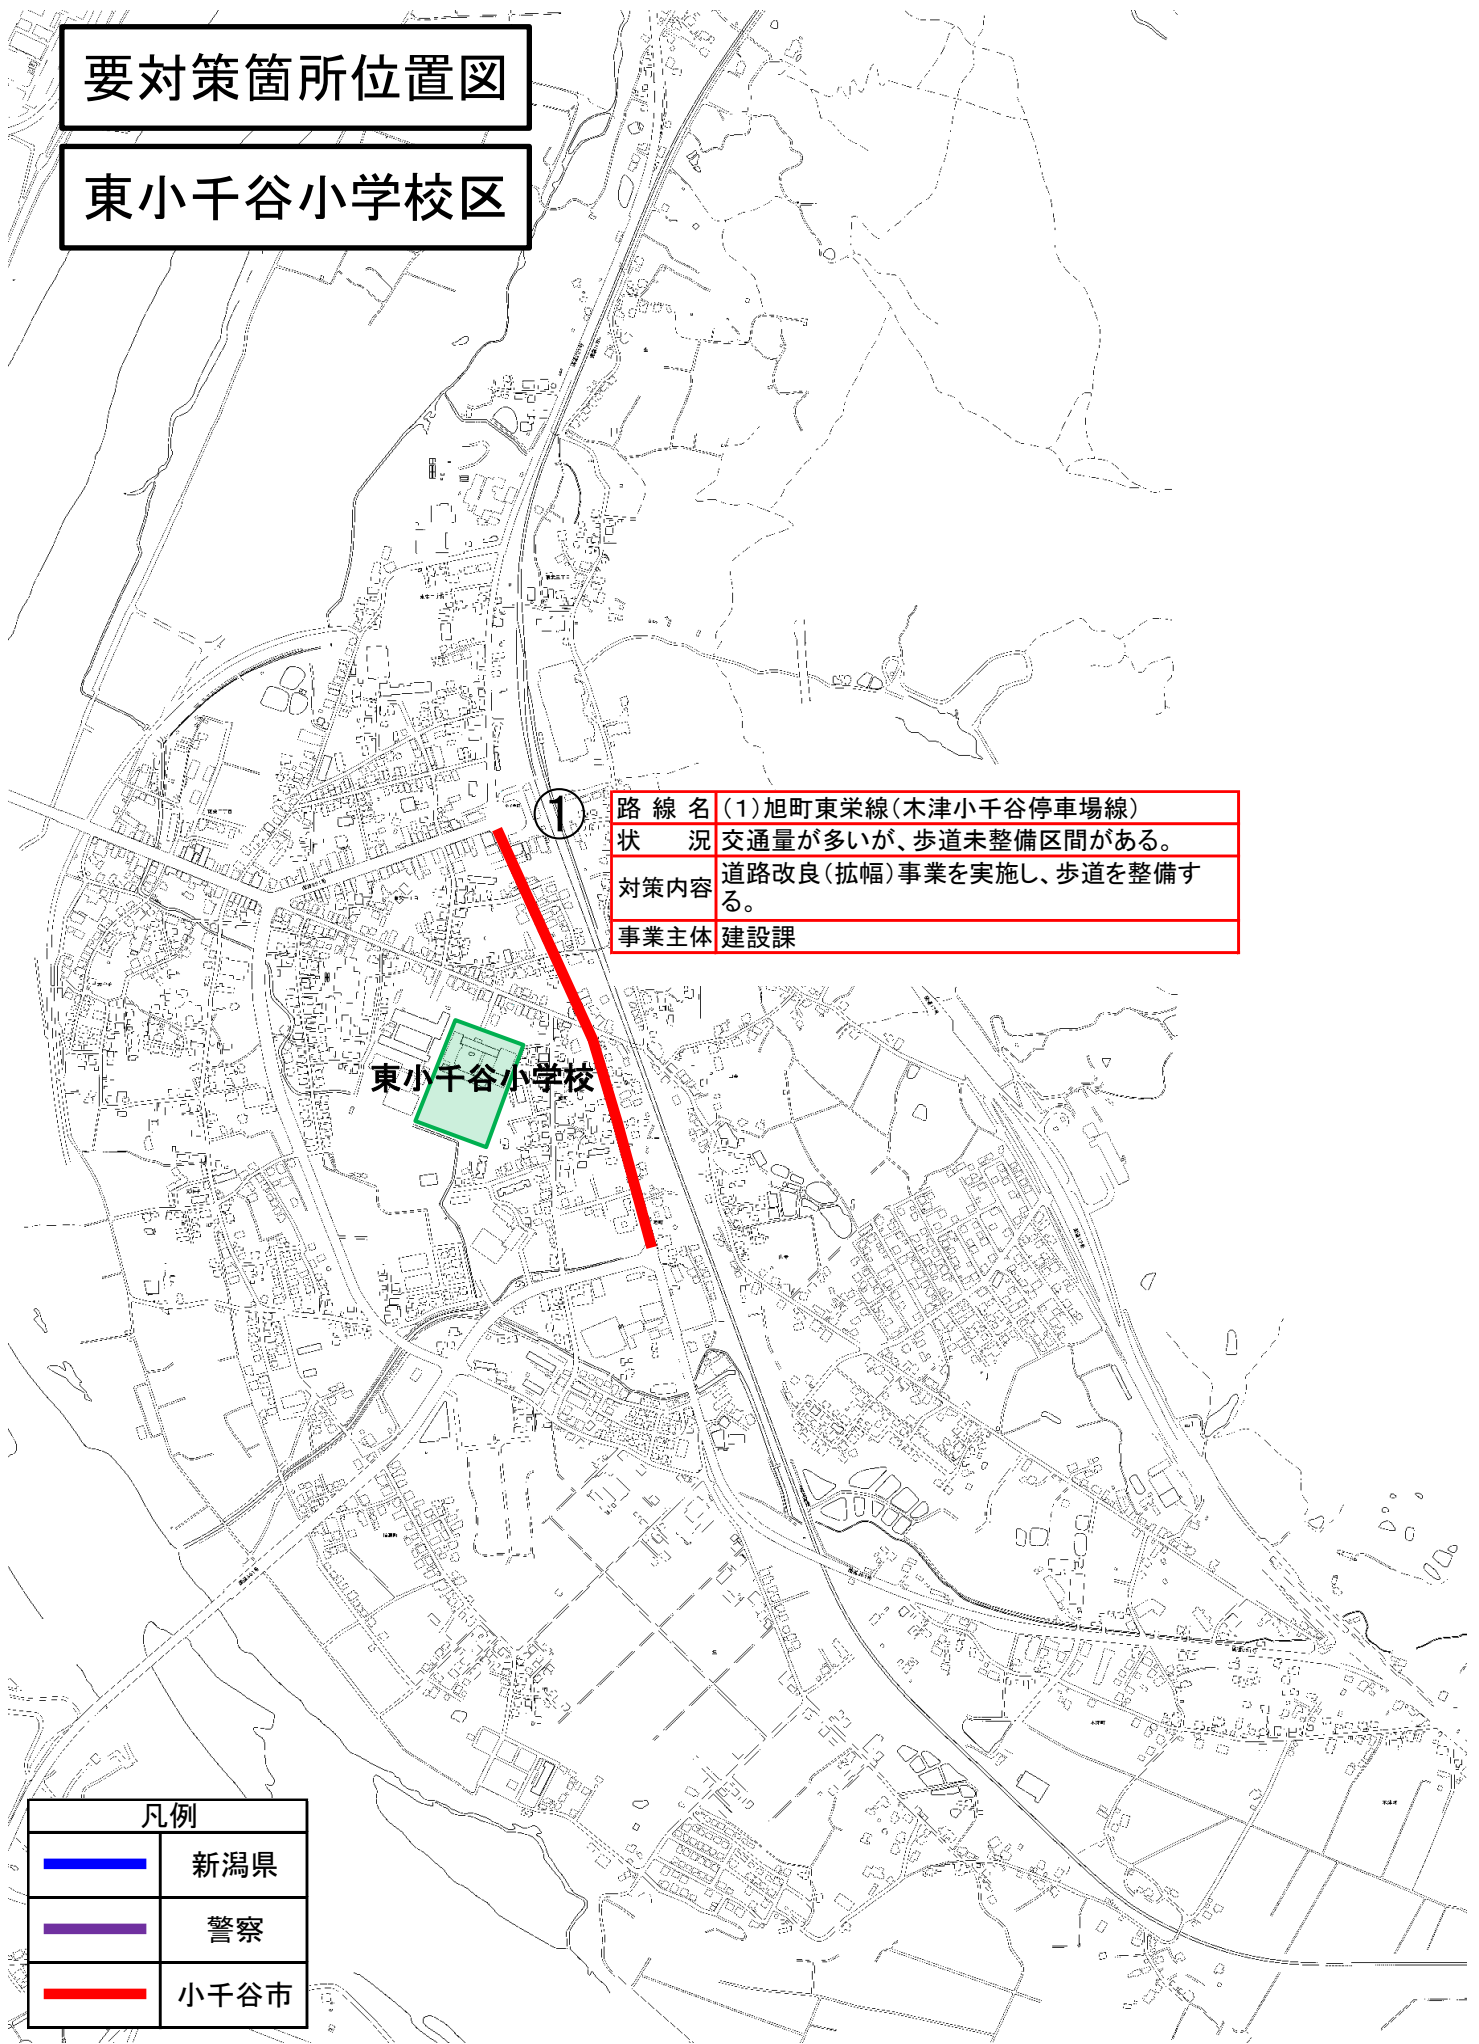 要対策箇所位置図
東小千谷小学校区
①
路線名 (1)旭町東栄線(木津小千谷停車場線)
状況 交通量が多いが、歩道未整備区間がある。
対策内容 道路改良(拡幅)事業を実施し、歩道を整備す
る。
事業主体 建設課
東小千谷小学校
凡例
新潟県
警察
小千谷市